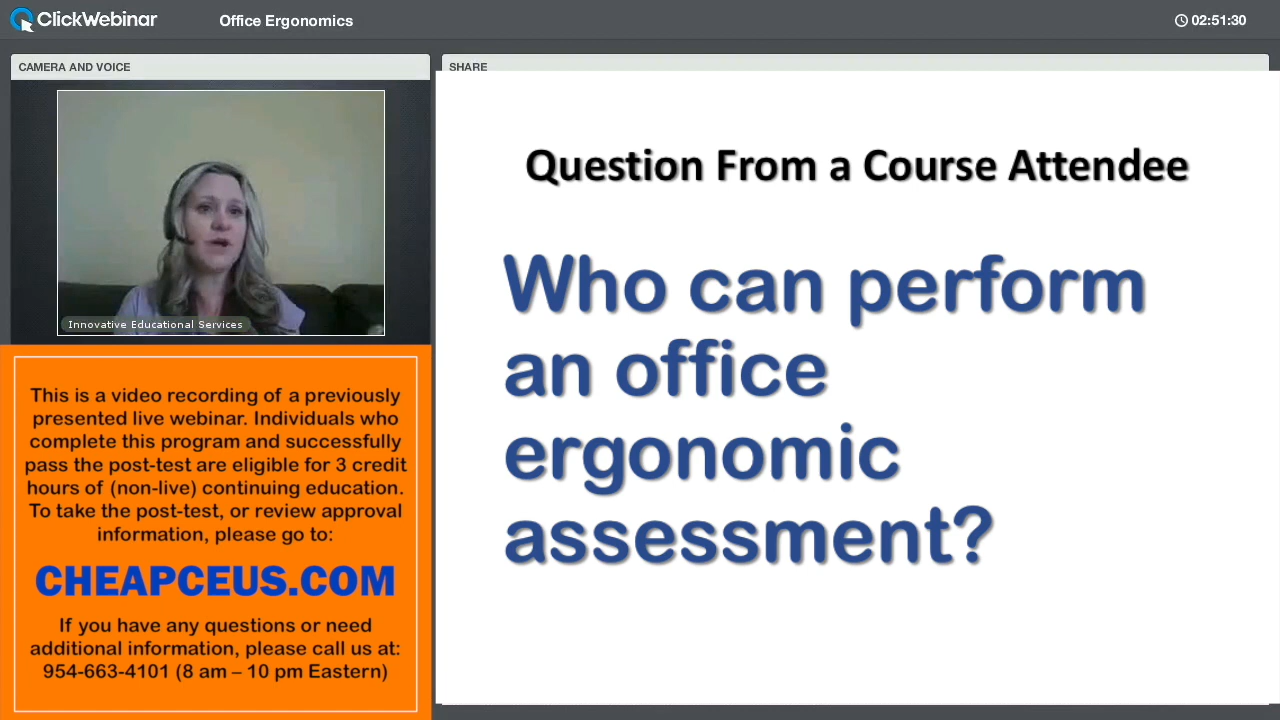 ClickWebinar
Office Ergonomics
02:51:30
CAMERA AND VOICE
SHARE
Innovative Educational Services
This is a video recording of a previously
presented live webinar. Individuals who
complete this program and successfully
pass the post-test are eligible for 3 credit
hours of (non-live) continuing education.
To take the post-test, or review approval
information, please go to:
CHEAPCEUS.COM
If you have any questions or need
additional information, please call us at:
954-663-4101 (8 am – 10 pm Eastern)
Question From a Course Attendee
Who can perform
an office
ergonomic
assessment?